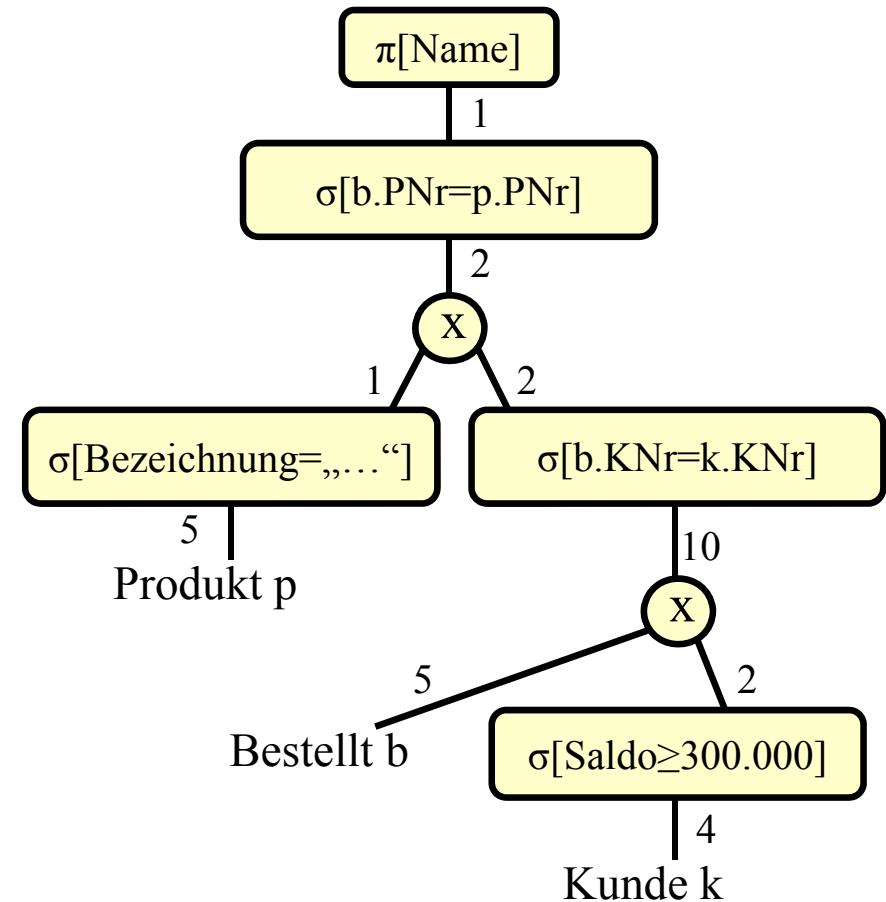 π[Name]
1
σ[b.PNr=p.PNr]
2
x
1
2
σ[Bezeichnung=„…“]
σ[b.KNr=k.KNr]
5
10
Produkt p
x
5
2
Bestellt b
σ[Saldo≥300.000]
4
Kunde k